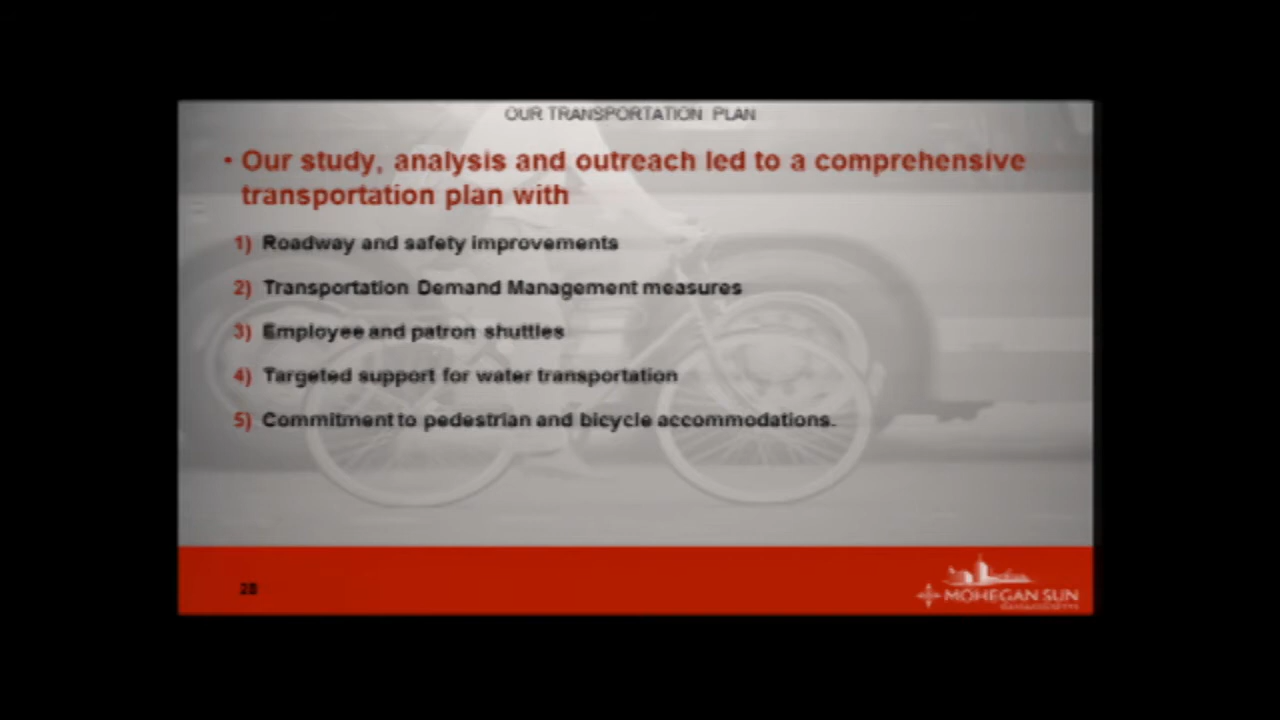 OUR TRANSPORTATION PLAN
• Our study, analysis and outreach led to a comprehensive
transportation plan with
1) Roadway and safety improvements
2) Transportation Demand Management measures
3) Employee and patron shuttles
4) Targeted support for water transportation
5) Commitment to pedestrian and bicycle accommodations.
28
MOHEGAN SUN